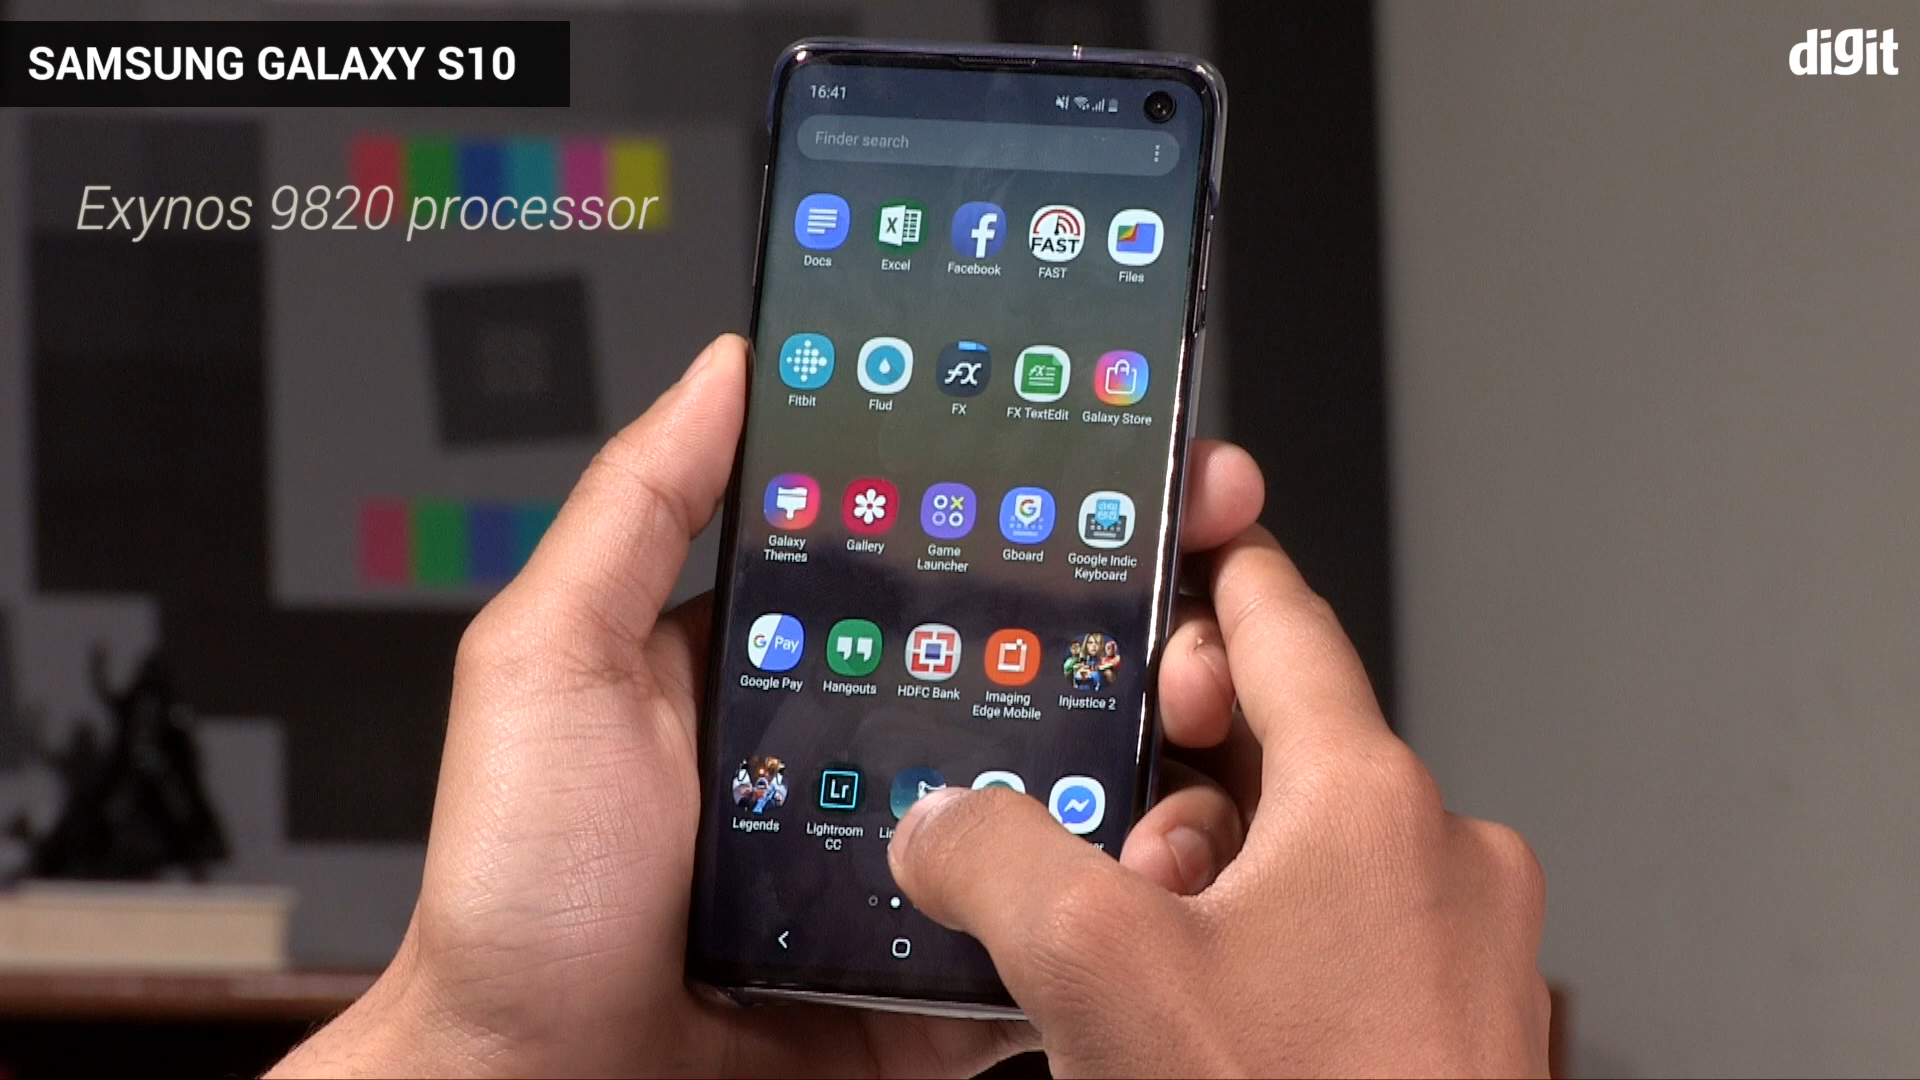 SAMSUNG GALAXY S10
digit
Exynos 9820 processor
16:41
Finder search
X
FAST
Docs
Excel
Facebook
FAST
Files
FX
FX
Fitbit
Flud
FX
FX TextEdit
Galaxy Store
G
Galaxy
Themes
Gallery
Game
Launcher
Gboard
Google Indic
Keyboard
G Pay
Google Pay
Hangouts
HDFC Bank
Imaging
Edge Mobile
Injustice 2
Lr
Legends
Lightroom
CC